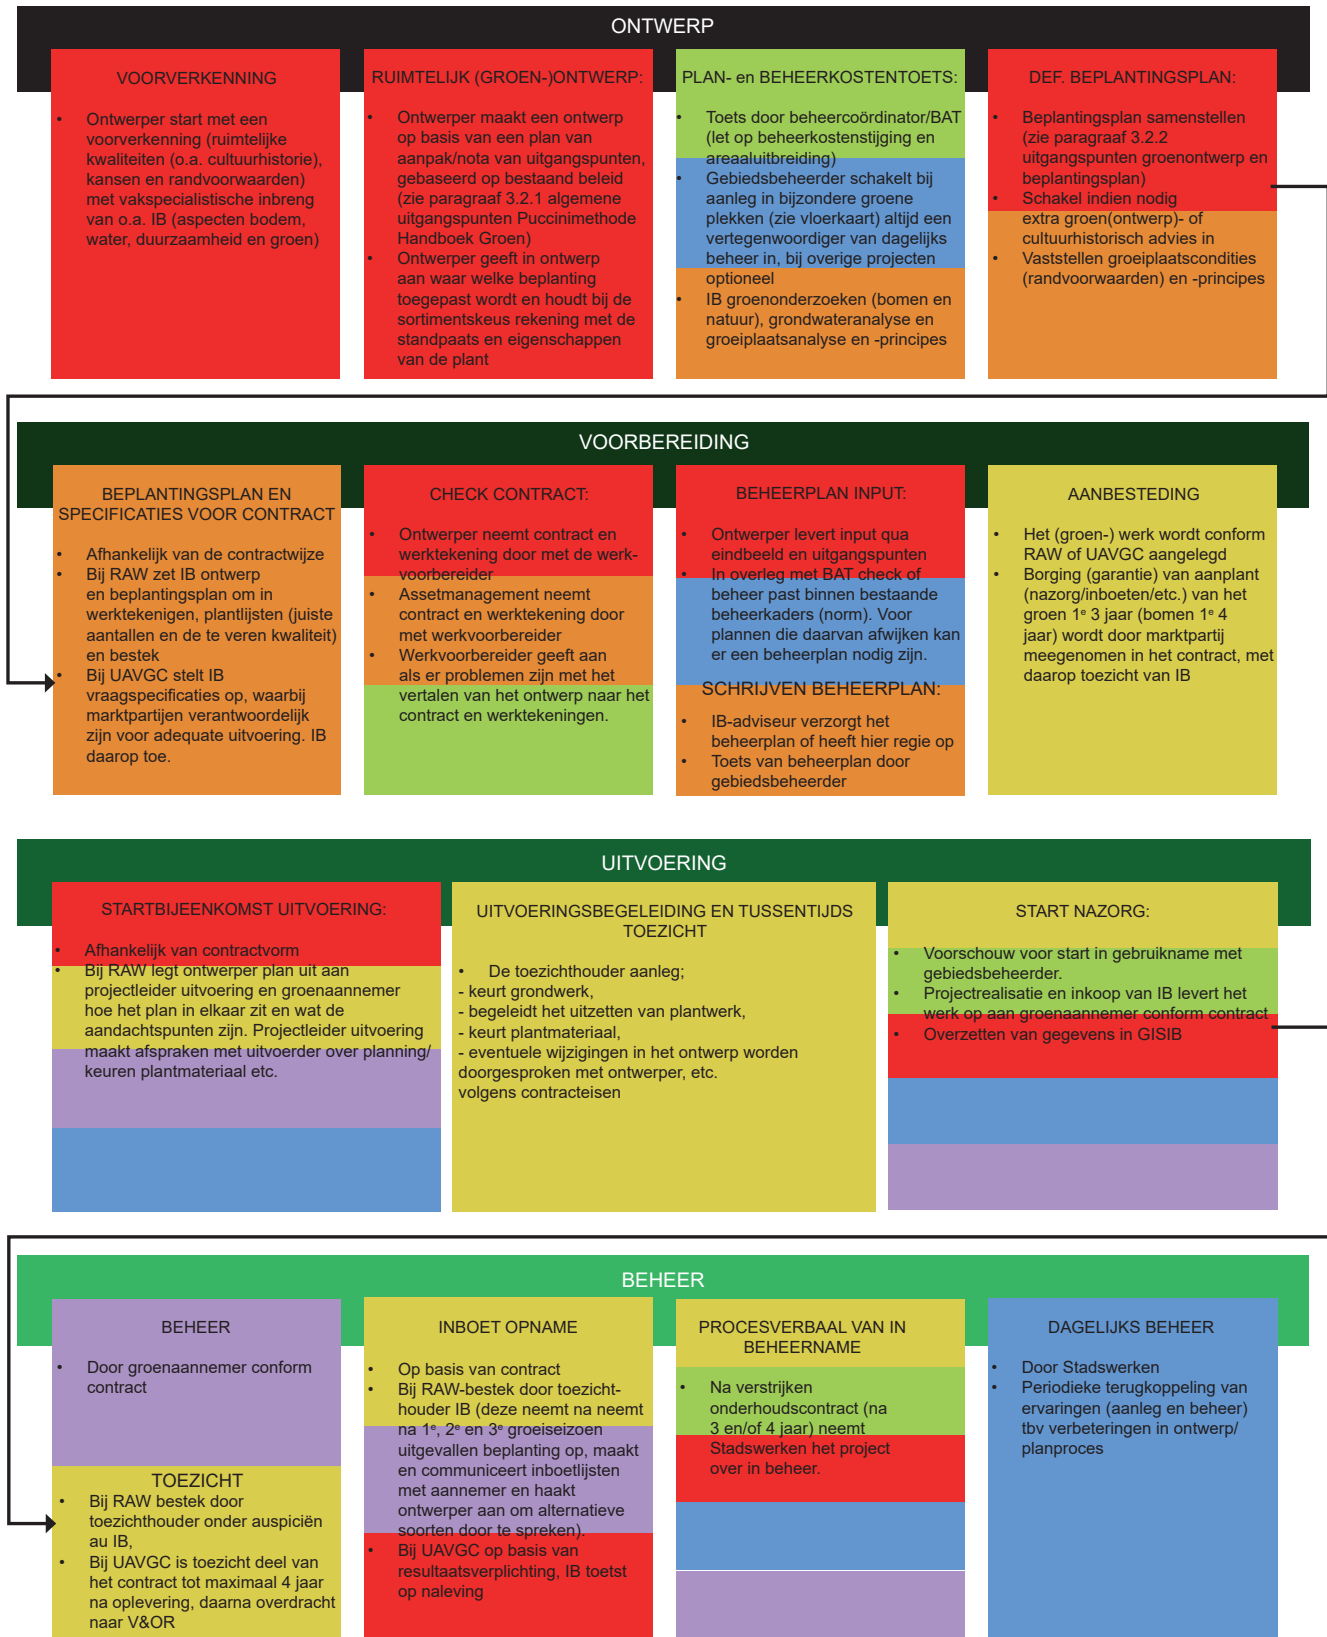 ONTWERP
VOORVERKENNING
• Ontwerper start met een
voorverkenning (ruimtelijke
kwaliteiten (o.a. cultuurhistorie),
kansen en randvoorwaarden)
met vakspecialistische inbreng
van o.a. IB (aspecten bodem,
water, duurzaamheid en groen)
RUIMTELIJK (GROEN-)ONTWERP:
• Ontwerper maakt een ontwerp
op basis van een plan van
aanpak/nota van uitgangspunten,
gebaseerd op bestaand beleid
(zie paragraaf 3.2.1 algemene
uitgangspunten Puccinimethode
Handboek Groen)
• Ontwerper geeft in ontwerp
aan waar welke beplanting
toegepast wordt en houdt bij de
sortimentskeus rekening met de
standpaats en eigenschappen
van de plant
PLAN- en BEHEERKOSTENTOETS:
• Toets door beheercoördinator/BAT
(let op beheerkostenstijging en
areaaluitbreiding)
• Gebiedsbeheerder schakelt bij
aanleg in bijzondere groene
plekken (zie vloerkaart) altijd een
vertegenwoordiger van dagelijks
beheer in, bij overige projecten
optioneel
• IB groenonderzoeken (bomen en
natuur), grondwateranalyse en
groeiplaatsanalyse en -principes
DEF. BEPLANTINGSPLAN:
• Beplantingsplan samenstellen
(zie paragraaf 3.2.2
uitgangspunten groenontwerp en
beplantingsplan)
• Schakel indien nodig
extra groen(ontwerp)- of
cultuurhistorisch advies in
• Vaststellen groeiplaatscondities
(randvoorwaarden) en -principes
VOORBEREIDING
BEPLANTINGSPLAN EN
SPECIFICATIES VOOR CONTRACT
• Afhankelijk van de contractwijze
• Bij RAW zet IB ontwerp
en beplantingsplan om in
werktekenigen, plantlijsten (juiste
aantallen en de te veren kwaliteit)
en bestek
• Bij UAVGC stelt IB
vraagspecificaties op, waarbij
marktpartijen verantwoordelijk
zijn voor adequate uitvoering. IB
daarop toe.
CHECK CONTRACT:
• Ontwerper neemt contract en
werktekening door met de werk-
voorbereider
• Assetmanagement neemt
contract en werktekening door
met werkvoorbereider
• Werkvoorbereider geeft aan
als er problemen zijn met het
vertalen van het ontwerp naar het
contract en werktekeningen.
BEHEERPLAN INPUT:
• Ontwerper levert input qua
eindbeeld en uitgangspunten
• In overleg met BAT check of
beheer past binnen bestaande
beheerkaders (norm). Voor
plannen die daarvan afwijken kan
er een beheerplan nodig zijn.
SCHRIJVEN BEHEERPLAN:
• IB-adviseur verzorgt het
beheerplan of heeft hier regie op
• Toets van beheerplan door
gebiedsbeheerder
AANBESTEDING
• Het (groen-) werk wordt conform
RAW of UAVGC aangelegd
• Borging (garantie) van aanplant
(nazorg/inboeten/etc.) van het
groen 1e 3 jaar (bomen 1e 4
jaar) wordt door marktpartij
meegenomen in het contract, met
daarop toezicht van IB
UITVOERING
STARTBIJEENKOMST UITVOERING:
• Afhankelijk van contractvorm
• Bij RAW legt ontwerper plan uit aan
projectleider uitvoering en groenaannemer
hoe het plan in elkaar zit en wat de
aandachtspunten zijn. Projectleider uitvoering
maakt afspraken met uitvoerder over planning/
keuren plantmateriaal etc.
UITVOERINGSBEGELEIDING EN TUSSENTIJDS
TOEZICHT
• De toezichthouder aanleg;
- keurt grondwerk,
- begeleidt het uitzetten van plantwerk,
- keurt plantmateriaal,
- eventuele wijzigingen in het ontwerp worden
doorgesproken met ontwerper, etc.
volgens contracteisen
START NAZORG:
• Voorschouw voor start in gebruikname met
gebiedsbeheerder.
• Projectrealisatie en inkoop van IB levert het
werk op aan groenaannemer conform contract
• Overzetten van gegevens in GISIB
BEHEER
BEHEER
• Door groenaannemer conform
contract
TOEZICHT
• Bij RAW bestek door
toezichthouder onder auspiciën
au IB,
• Bij UAVGC is toezicht deel van
het contract tot maximaal 4 jaar
na oplevering, daarna overdracht
naar V&OR
INBOET OPNAME
• Op basis van contract
• Bij RAW-bestek door toezicht-
houder IB (deze neemt na neemt
na 1e, 2e en 3e groeiseizoen
uitgevallen beplanting op, maakt
en communiceert inboetlijsten
met aannemer en haakt
ontwerper aan om alternatieve
soorten door te spreken).
• Bij UAVGC op basis van
resultaatsverplichting, IB toetst
op naleving
PROCESVERBAAL VAN IN
BEHEERNAME
• Na verstrijken
onderhoudscontract (na
3 en/of 4 jaar) neemt
Stadswerken het project
over in beheer.
DAGELIJKS BEHEER
• Door Stadswerken
• Periodieke terugkoppeling van
ervaringen (aanleg en beheer)
tbv verbeteringen in ontwerp/
planproces